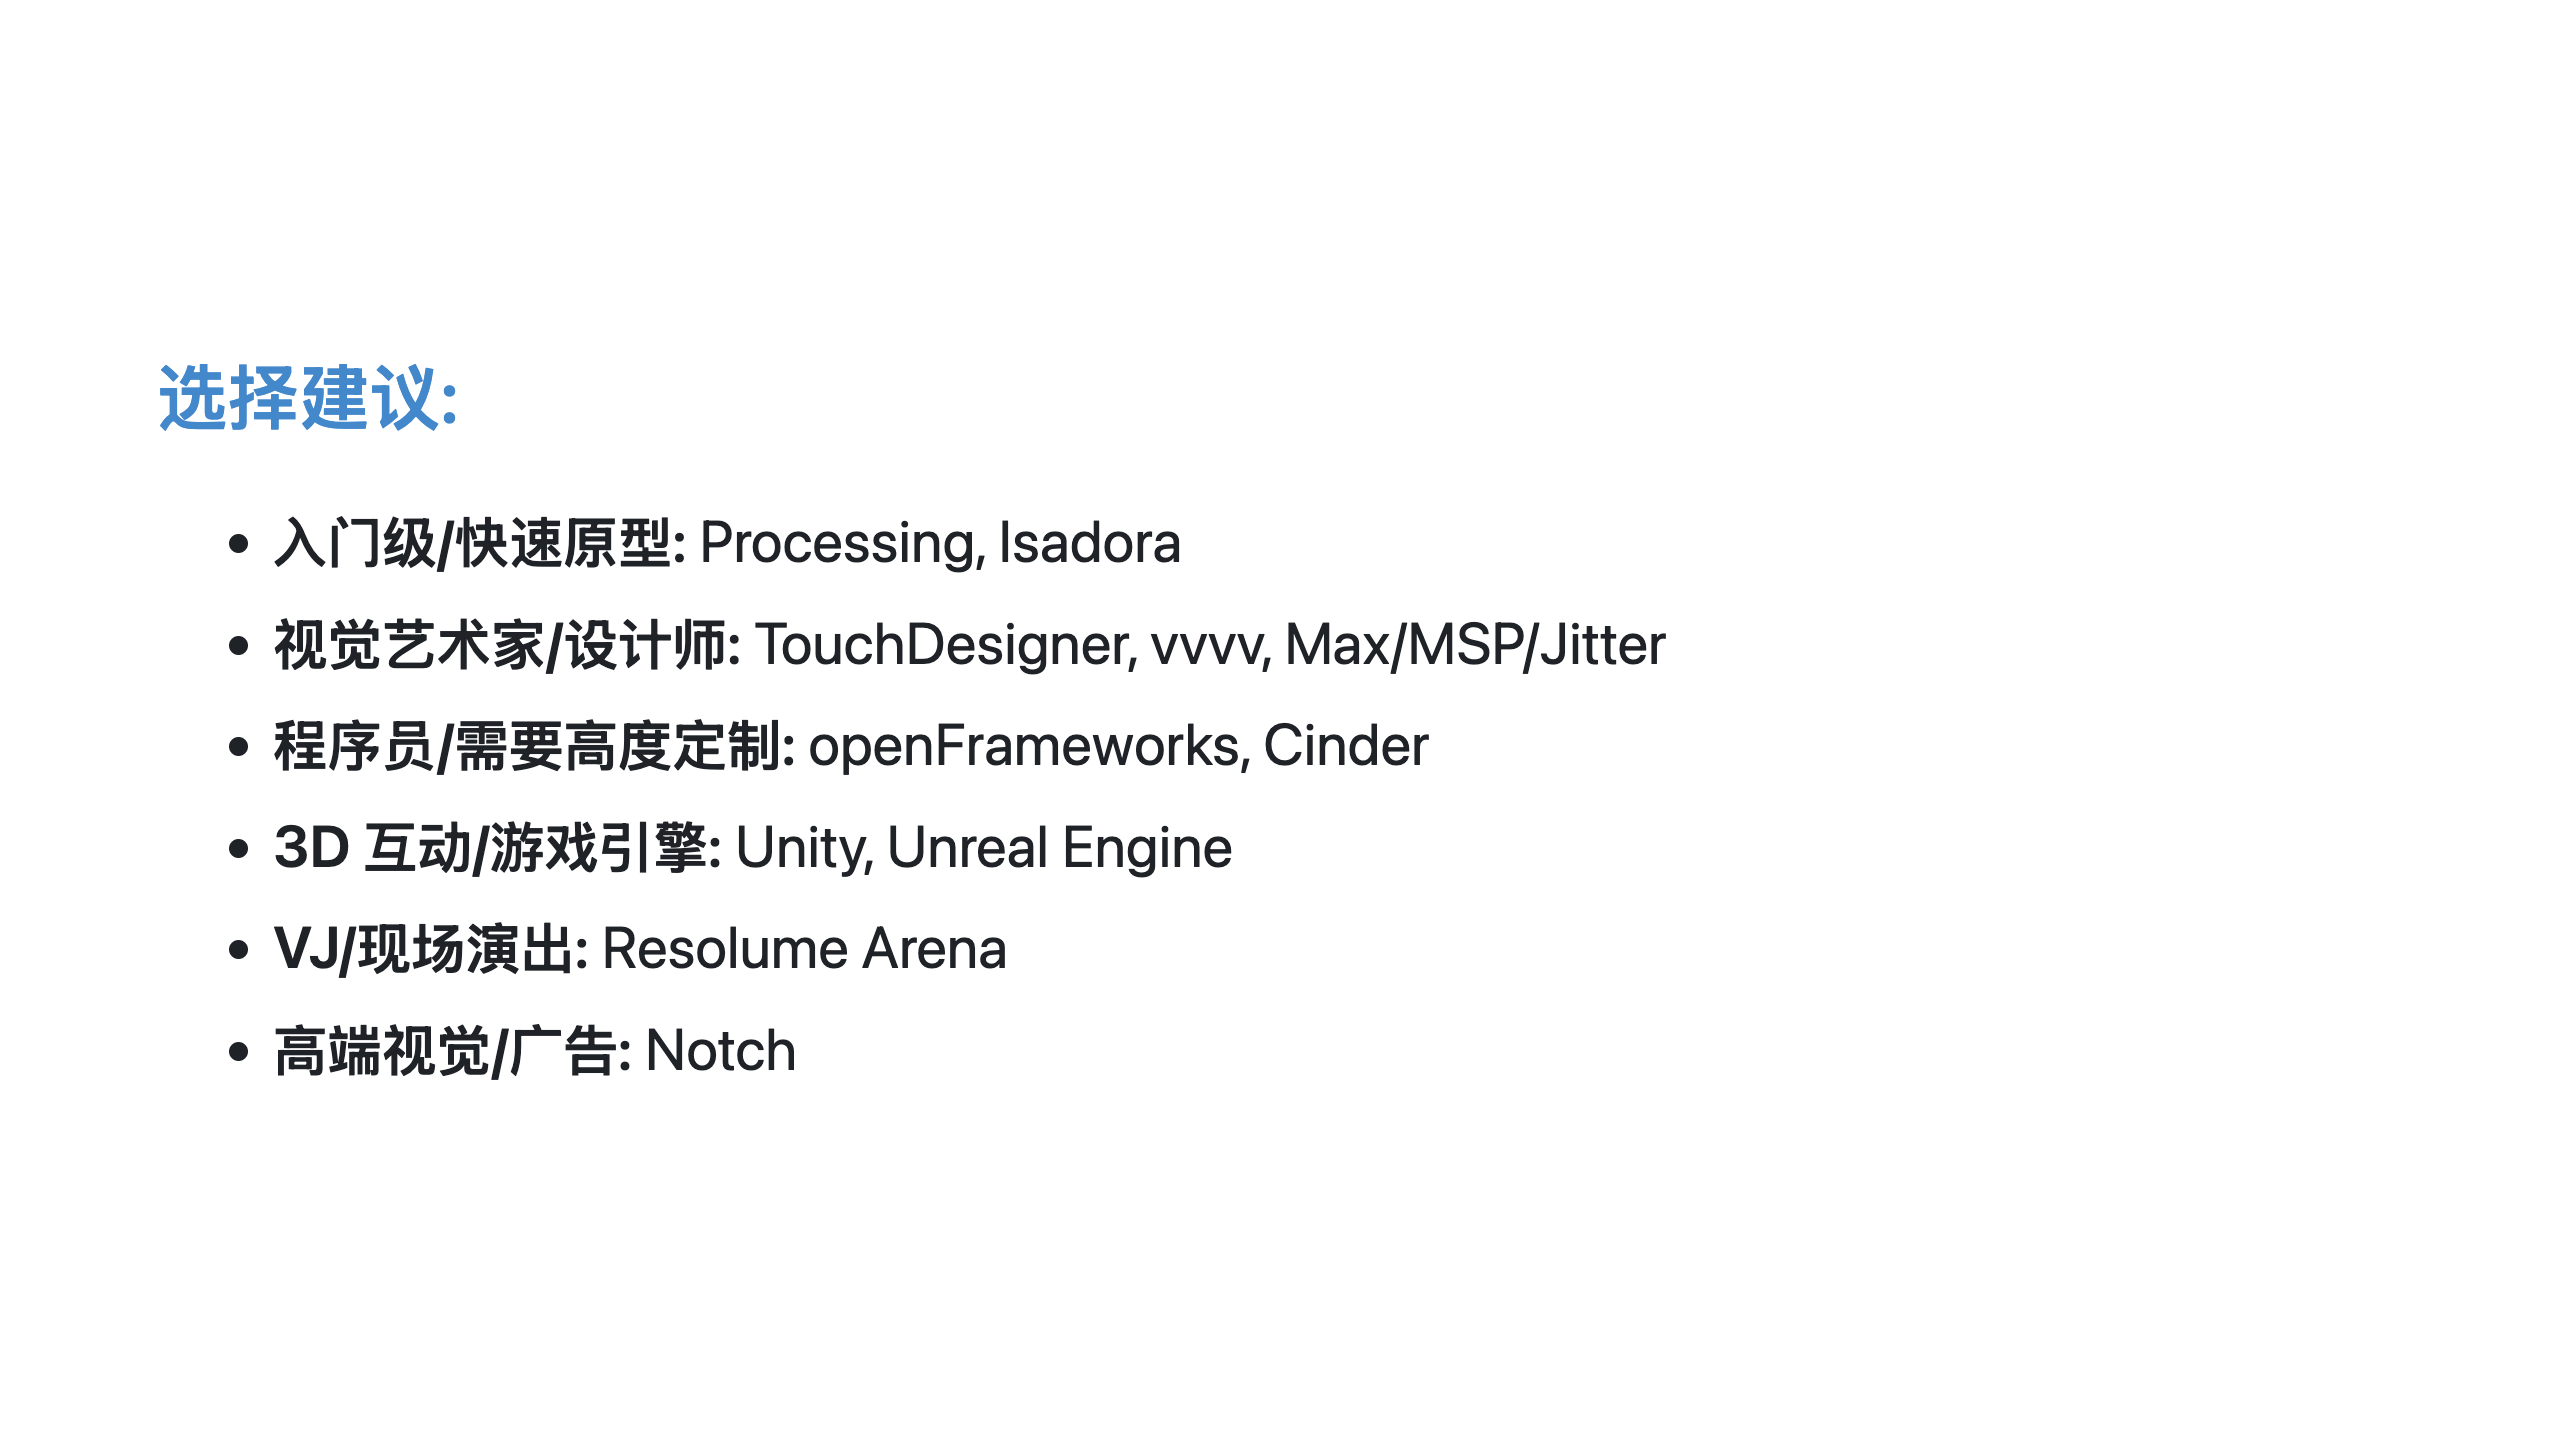 选择建议:
入门级/快速原型: Processing, Isadora
视觉艺术家/设计师: TouchDesigner, vvvv, Max/MSP/Jitter
程序员/需要高度定制: openFrameworks, Cinder
3D 互动/游戏引擎: Unity, Unreal Engine
VJ/现场演出: Resolume Arena
高端视觉/广告: Notch